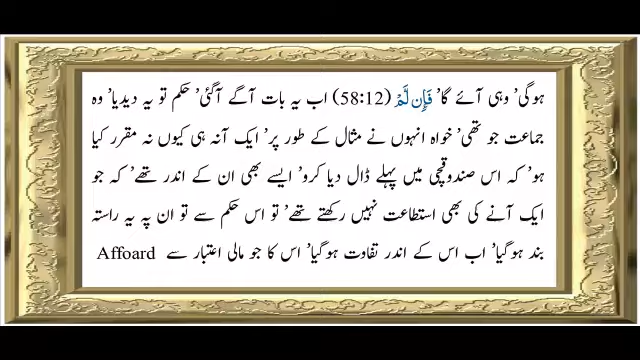 ہوگی’ وہی آئے گا’ فَاِن لَّمْ (58:12) اب یہ بات آگے آگئی’ حکم تو یہ دیدیا’ وہ
جماعت جو تھی’ خواہ انہوں نے مثال کے طور پر’ ایک آنہ ہی کیوں نہ مقرر کیا
ہو’ کہ اس صندوقچی میں پہلے ڈال دیا کرو’ ایسے بھی ان کے اندر تھے’ کہ جو
ایک آنے کی بھی استطاعت نہیں رکھتے تھے’ تو اس حکم سے تو ان پہ یہ راستہ
بند ہوگیا’ اب اس کے اندر تفاوت ہوگیا’ اس کا جو مالی اعتبار سے Affoard